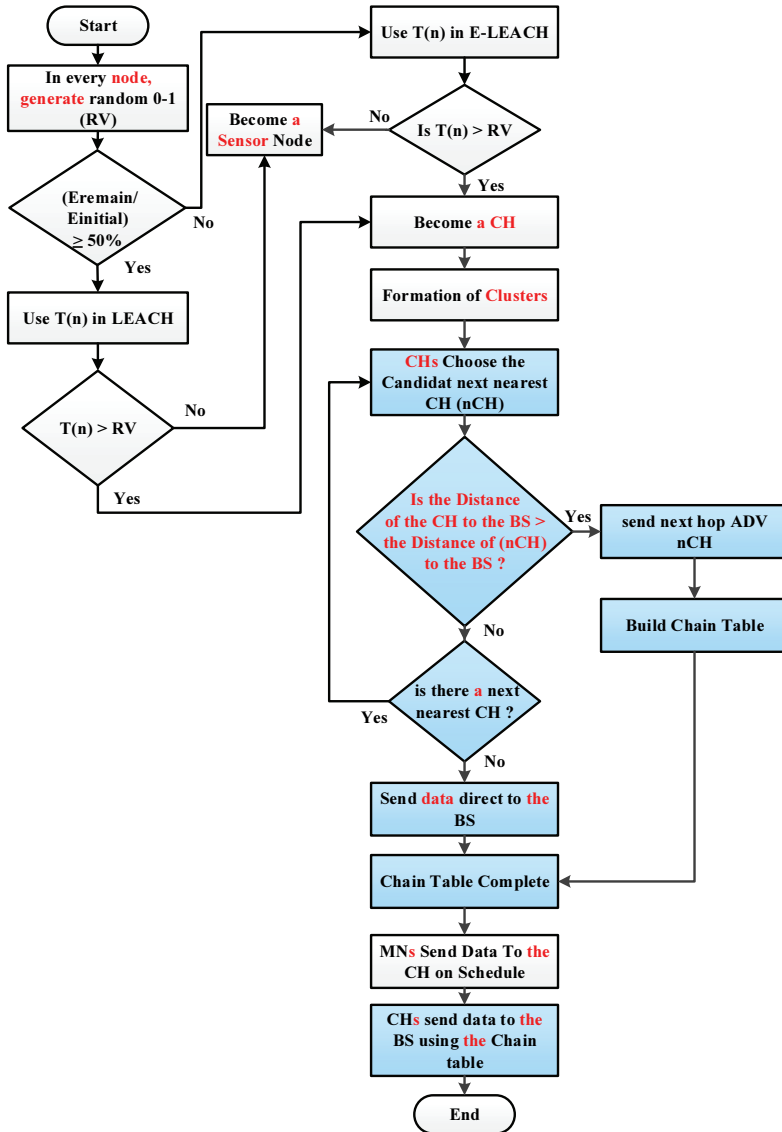 Start
In every node,
generate random 0-1
(RV)
(Eremain/
Einitial)
≥ 50%
No
Yes
Use T(n) in LEACH
T(n) > RV
No
Yes
Use T(n) in E-LEACH
Is T(n) > RV
No
Yes
Become a
Sensor Node
Become a CH
Formation of Clusters
CHs Choose the
Candidat next nearest
CH (nCH)
Is the Distance
of the CH to the BS >
the Distance of (nCH)
to the BS ?
Yes
No
send next hop ADV
nCH
Build Chain Table
is there a next
nearest CH ?
Yes
No
Send data direct to the
BS
Chain Table Complete
MNs Send Data To the
CH on Schedule
CHs send data to the
BS using the Chain
table
End